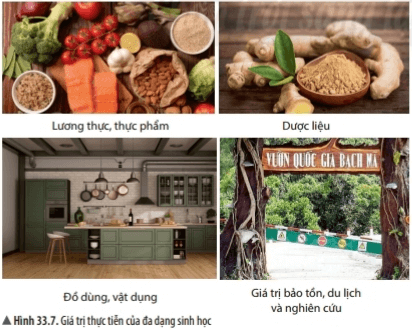 Lương thực, thực phẩm
Dược liệu
VƯỜN QUỐC GIA BẠCH MÃ
Đồ dùng, vật dụng
Giá trị bảo tồn, du lịch
và nghiên cứu
▲ Hình 33.7. Giá trị thực tiễn của đa dạng sinh học